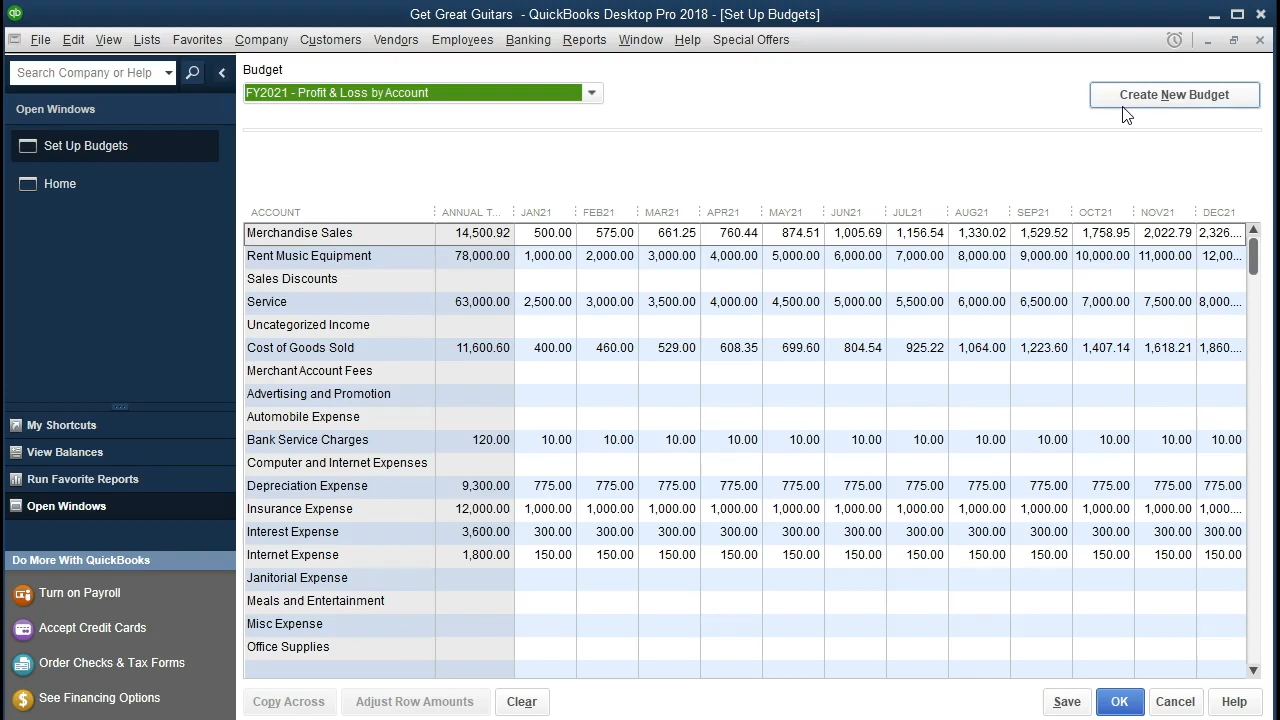 Get Great Guitars - QuickBooks Desktop Pro 2018 - [Set Up Budgets]
File Edit View Lists Favorites Company Customers Vendors Employees Banking Reports Window Help Special Offers
Search Company or Help
Open Windows
Set Up Budgets
Home
My Shortcuts
View Balances
Run Favorite Reports
Open Windows
Do More With QuickBooks
Turn on Payroll
Accept Credit Cards
Order Checks & Tax Forms
See Financing Options
Budget
FY2021 - Profit & Loss by Account
Create New Budget
ACCOUNT ANNUAL T... JAN21 FEB21 MAR21 APR21 MAY21 JUN21 JUL21 AUG21 SEP21 OCT21 NOV21 DEC21
Merchandise Sales 14,500.92 500.00 575.00 661.25 760.44 874.51 1,005.69 1,156.54 1,330.02 1,529.52 1,758.95 2,022.79 2,326....
Rent Music Equipment 78,000.00 1,000.00 2,000.00 3,000.00 4,000.00 5,000.00 6,000.00 7,000.00 8,000.00 9,000.00 10,000.00 11,000.00 12,00...
Sales Discounts
Service 63,000.00 2,500.00 3,000.00 3,500.00 4,000.00 4,500.00 5,000.00 5,500.00 6,000.00 6,500.00 7,000.00 7,500.00 8,000....
Uncategorized Income
Cost of Goods Sold 11,600.60 400.00 460.00 529.00 608.35 699.60 804.54 925.22 1,064.00 1,223.60 1,407.14 1,618.21 1,860....
Merchant Account Fees
Advertising and Promotion
Automobile Expense
Bank Service Charges 120.00 10.00 10.00 10.00 10.00 10.00 10.00 10.00 10.00 10.00 10.00 10.00 10.00
Computer and Internet Expenses
Depreciation Expense 9,300.00 775.00 775.00 775.00 775.00 775.00 775.00 775.00 775.00 775.00 775.00 775.00 775.00
Insurance Expense 12,000.00 1,000.00 1,000.00 1,000.00 1,000.00 1,000.00 1,000.00 1,000.00 1,000.00 1,000.00 1,000.00 1,000.00 1,000....
Interest Expense 3,600.00 300.00 300.00 300.00 300.00 300.00 300.00 300.00 300.00 300.00 300.00 300.00 300.00
Internet Expense 1,800.00 150.00 150.00 150.00 150.00 150.00 150.00 150.00 150.00 150.00 150.00 150.00 150.00
Janitorial Expense
Meals and Entertainment
Misc Expense
Office Supplies
Copy Across Adjust Row Amounts Clear Save OK Cancel Help